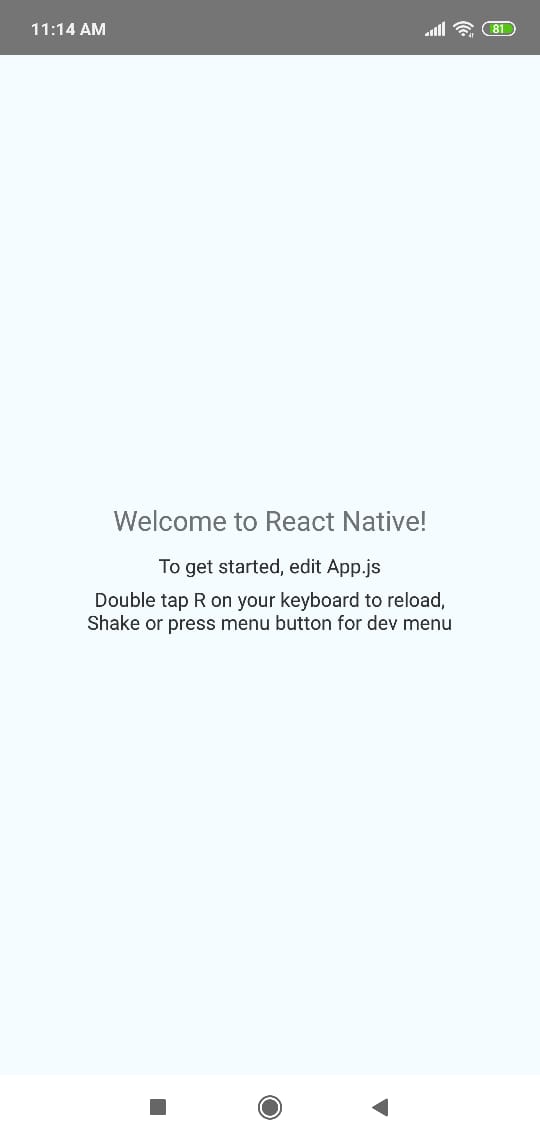 11:14 AM
81
Welcome to React Native!
To get started, edit App.js
Double tap R on your keyboard to reload,
Shake or press menu button for dev menu